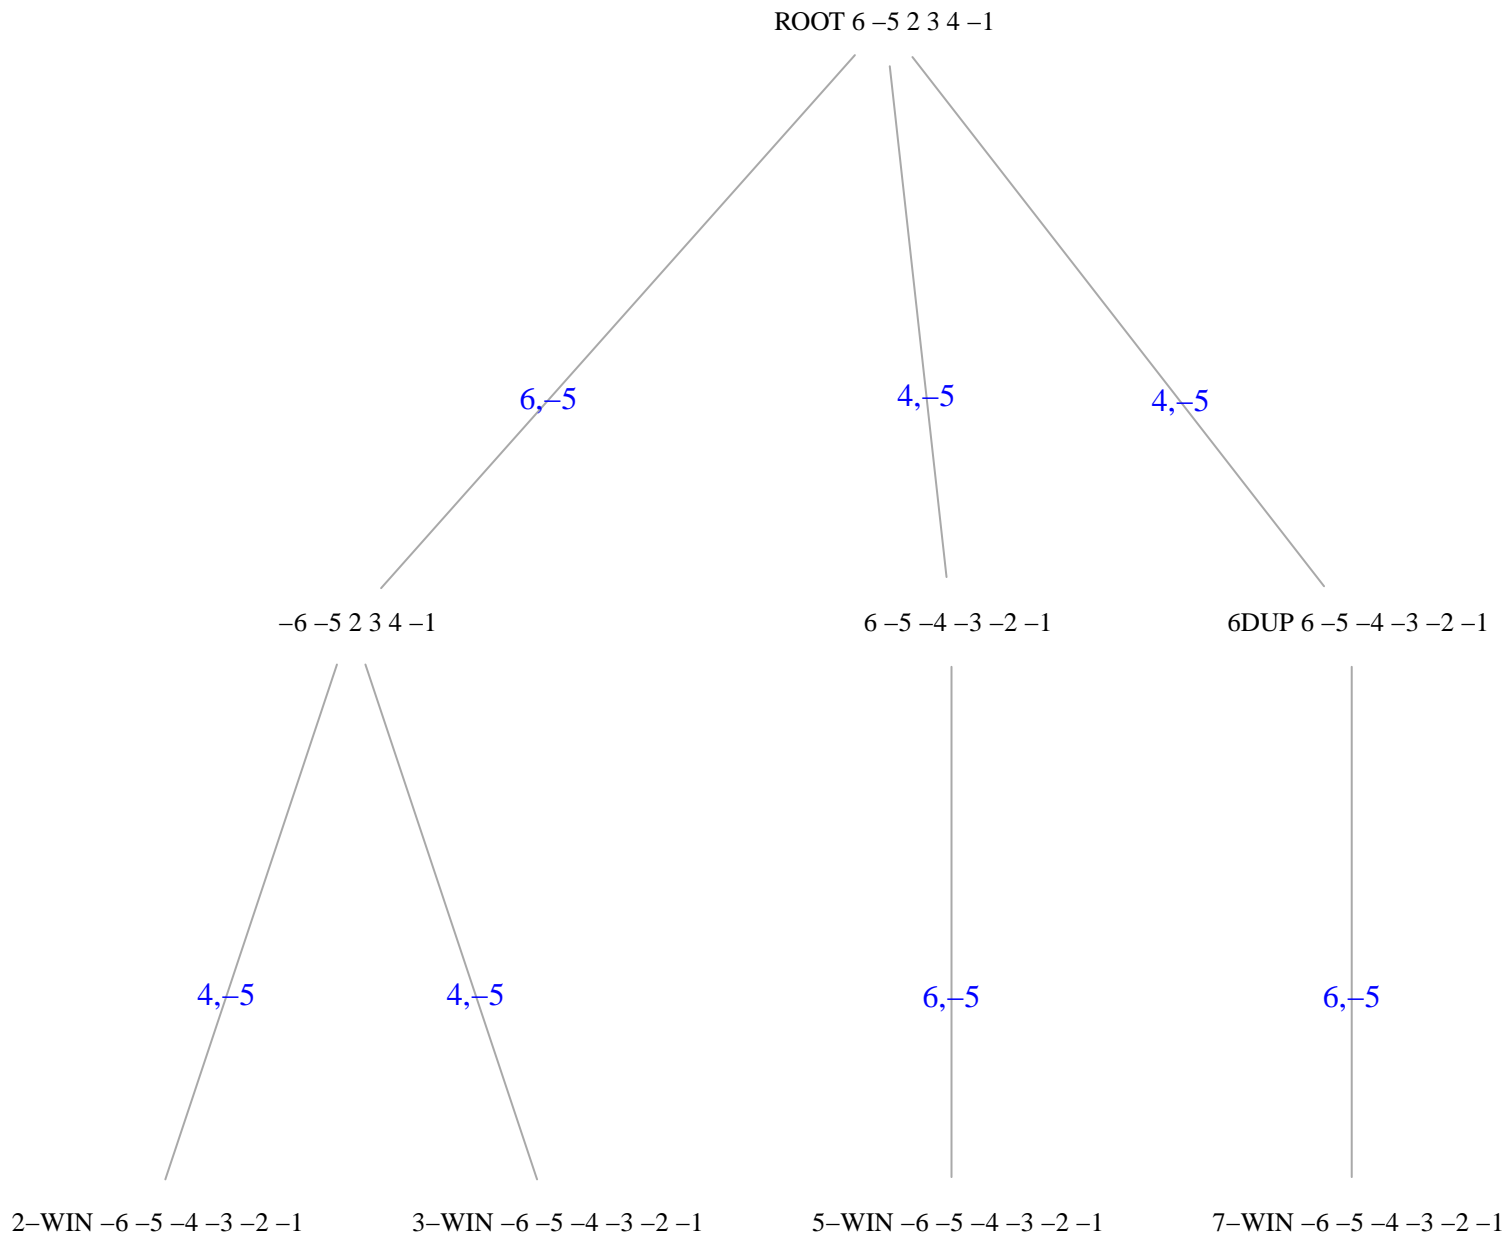 ROOT 6 –5 2 3 4 –1
6,–5
4,–5
4,–5
–6 –5 2 3 4 –1
6 –5 –4 –3 –2 –1
6DUP 6 –5 –4 –3 –2 –1
4,–5
4,–5
6,–5
6,–5
2–WIN –6 –5 –4 –3 –2 –1
3–WIN –6 –5 –4 –3 –2 –1
5–WIN –6 –5 –4 –3 –2 –1
7–WIN –6 –5 –4 –3 –2 –1